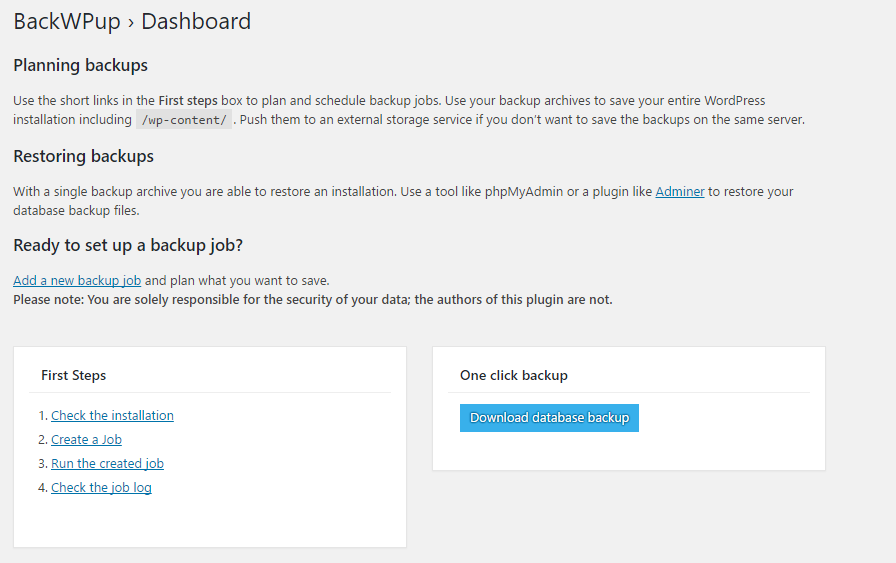 BackWPup › Dashboard
Planning backups
Use the short links in the First steps box to plan and schedule backup jobs. Use your backup archives to save your entire WordPress
installation including /wp-content/ . Push them to an external storage service if you don’t want to save the backups on the same server.
Restoring backups
With a single backup archive you are able to restore an installation. Use a tool like phpMyAdmin or a plugin like Adminer to restore your
database backup files.
Ready to set up a backup job?
Add a new backup job and plan what you want to save.
Please note: You are solely responsible for the security of your data; the authors of this plugin are not.
First Steps
1. Check the installation
2. Create a Job
3. Run the created job
4. Check the job log
One click backup
Download database backup